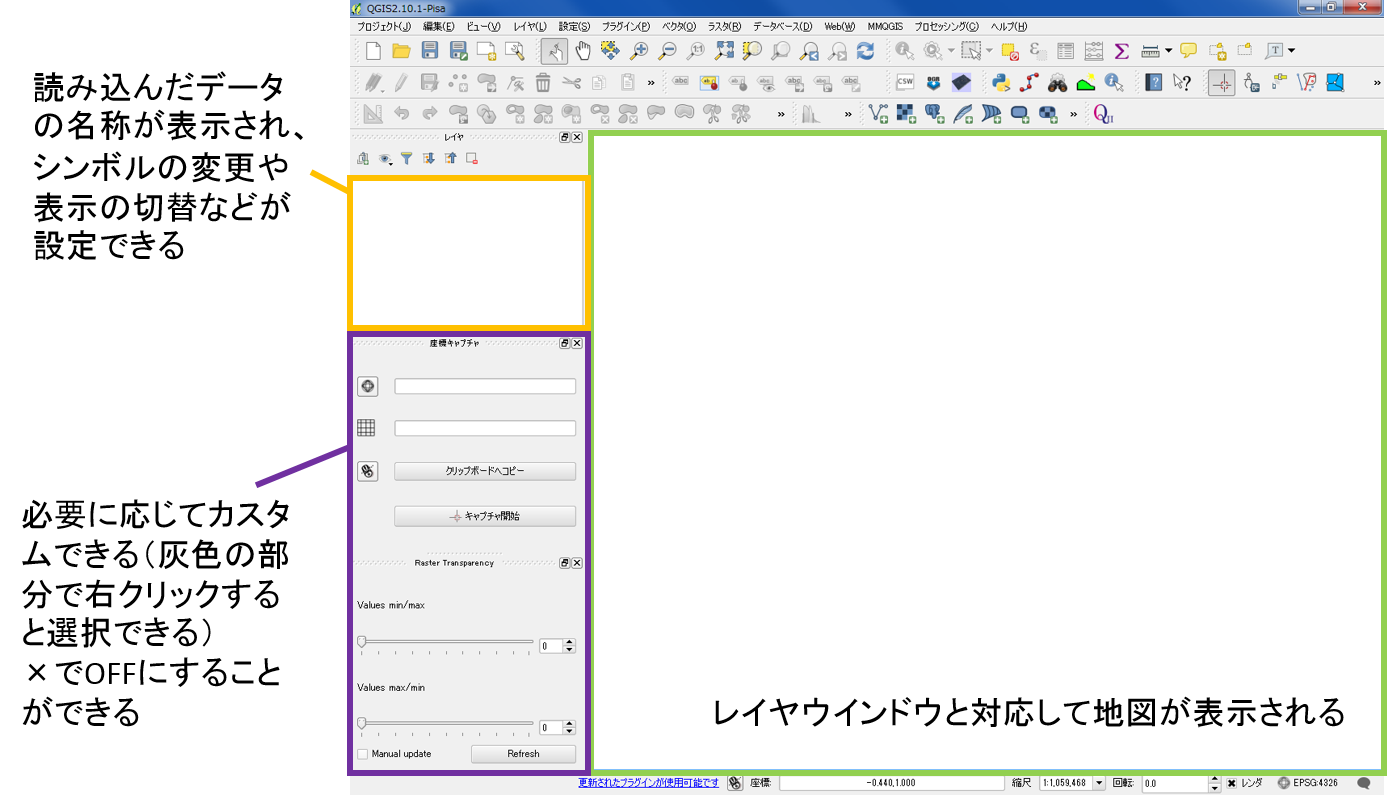 QGIS2.10.1-Pisa
プロジェクト(J) 編集(E) ビュー(V) レイヤ(L) 設定(S) プラグイン(P) ベクタ(O) ラスタ(R) データベース(D) Web(W) MMQGIS プロセッシング(C) ヘルプ(H)
読み込んだデータ
の名称が表示され、
シンボルの変更や
表示の切替などが
設定できる
レイヤ
座標キャプチャ
クリップボードへコピー
キャプチャ開始
必要に応じてカスタ
ムできる（灰色の部
分で右クリックする
と選択できる）
×でOFFにすること
ができる
Raster Transparency
Values min/max
0
Values max/min
0
Manual update Refresh
レイヤウインドウと対応して地図が表示される
更新されたプラグインが使用可能です 座標: -0.440,1.000 縮尺 1:1,059,468 回転: 0.0 レンダ EPSG:4326